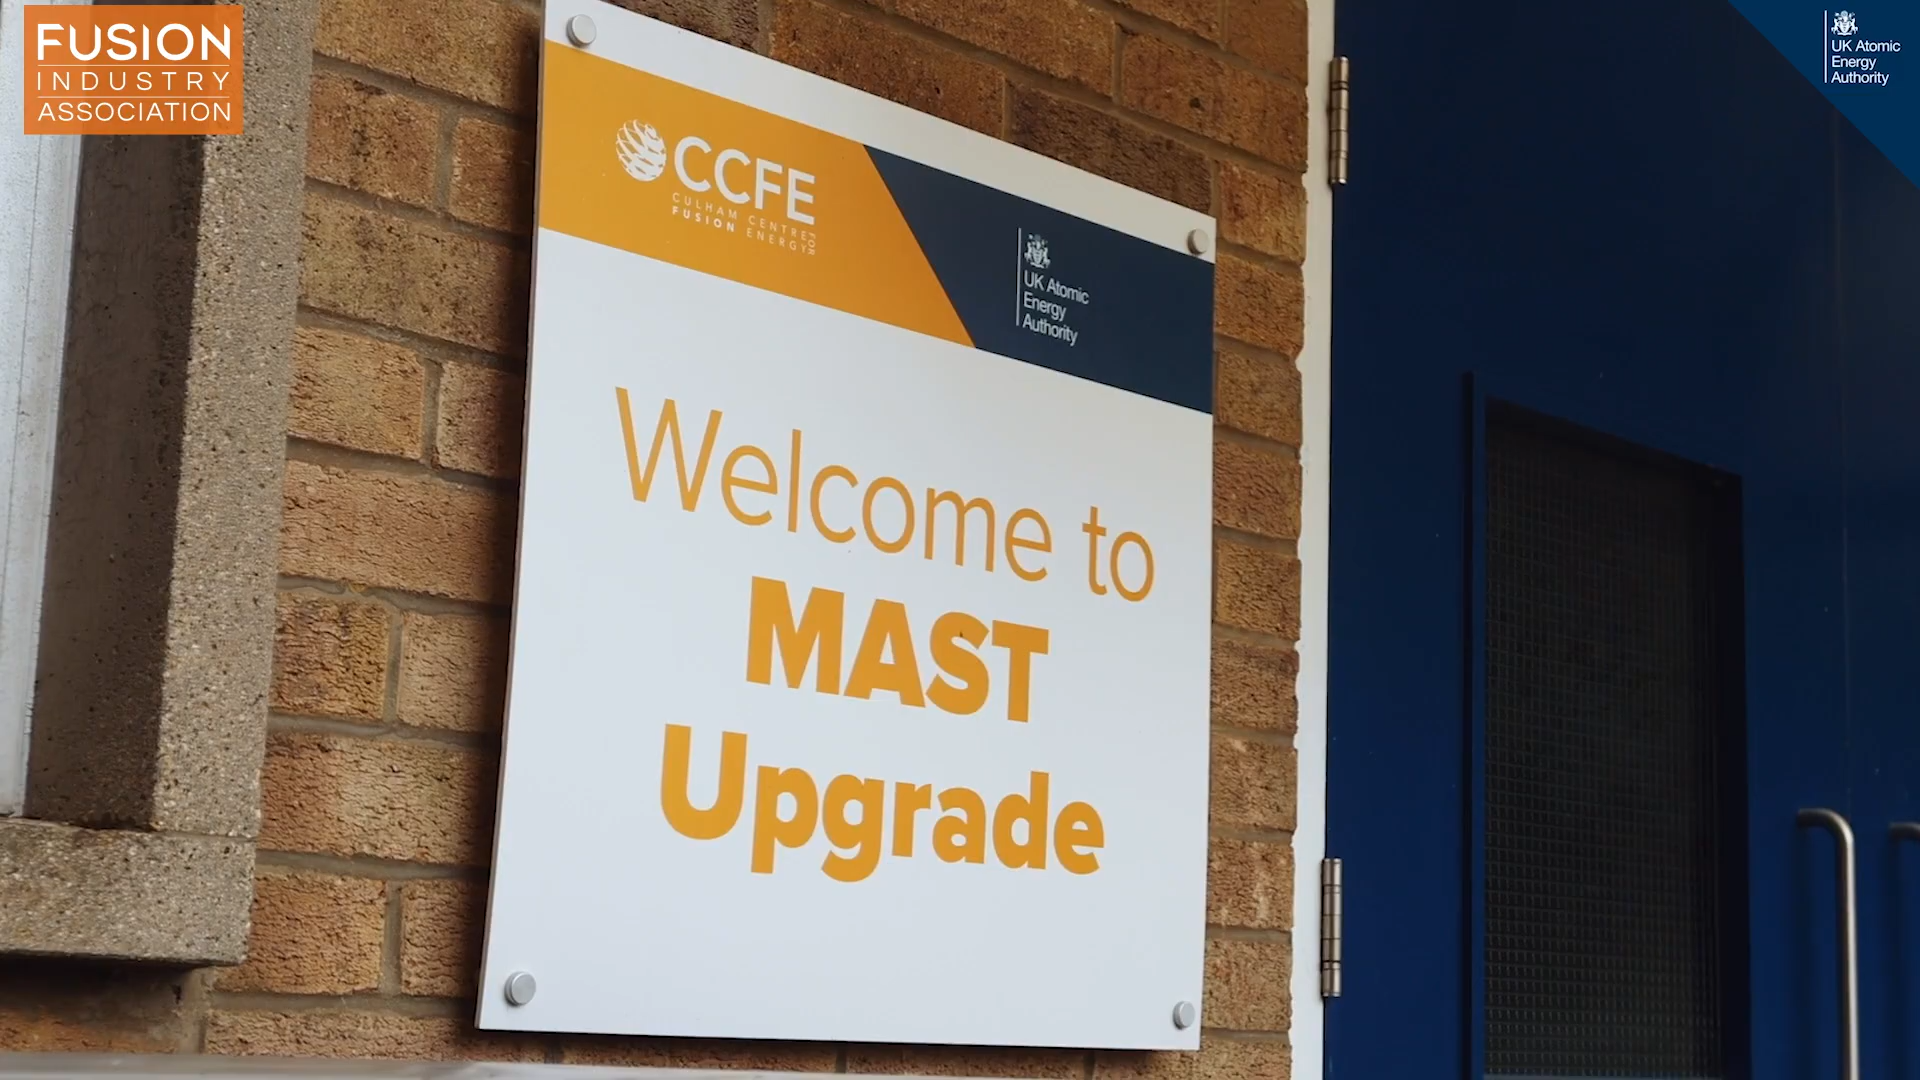 FUSION
INDUSTRY
ASSOCIATION
UK Atomic
Energy
Authority
CCFE
CULHAM CENTRE
FUSION ENERGY
FOR
UK Atomic
Energy
Authority
Welcome to
MAST
Upgrade